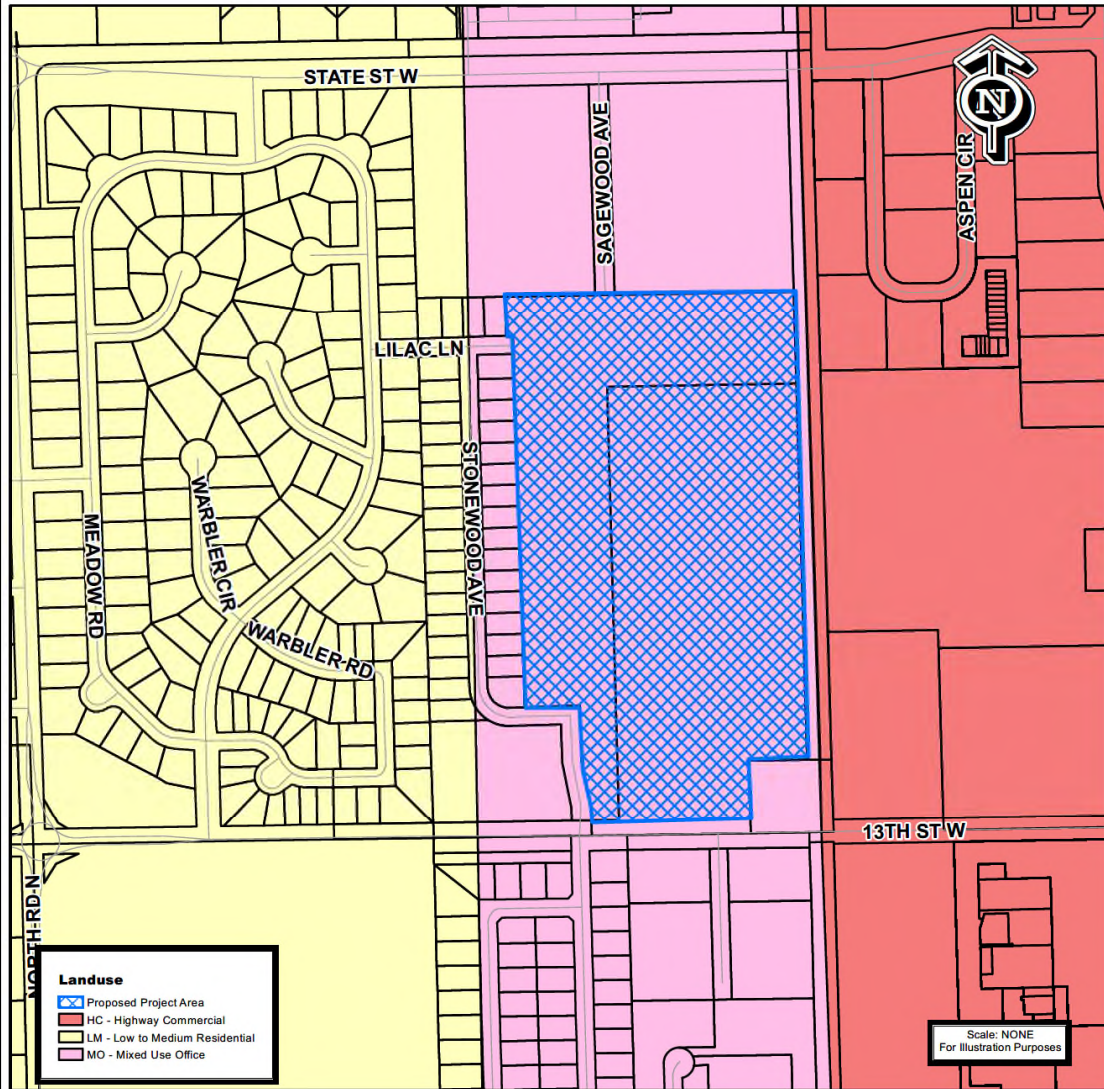 STATE ST W
N
SAGEWOOD AVE
ASPEN CIR
LILAC LN
STONEWOOD AVE
WARBLER CIR
MEADOW RD
WARBLER RD
13TH ST W
NORTH RD N
Landuse
Proposed Project Area
HC - Highway Commercial
LM - Low to Medium Residential
MO - Mixed Use Office
Scale: NONE
For Illustration Purposes